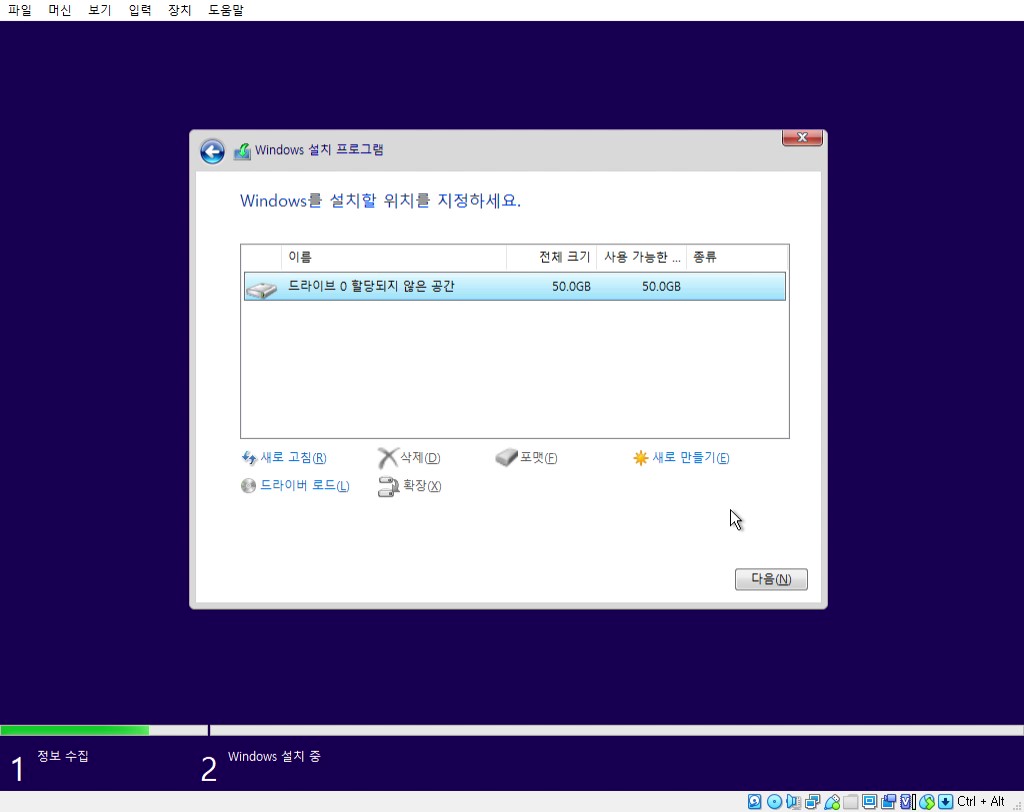 파일 머신 보기 입력 장치 도움말
Windows 설치 프로그램
Windows를 설치할 위치를 지정하세요.
이름 전체 크기 사용 가능한 ... 종류
드라이브 0 할당되지 않은 공간 50.0GB 50.0GB
새로 고침(R) 삭제(D) 포맷(F) 새로 만들기(E)
드라이버 로드(L) 확장(X)
다음(N)
1 정보 수집 2 Windows 설치 중
Ctrl + Alt